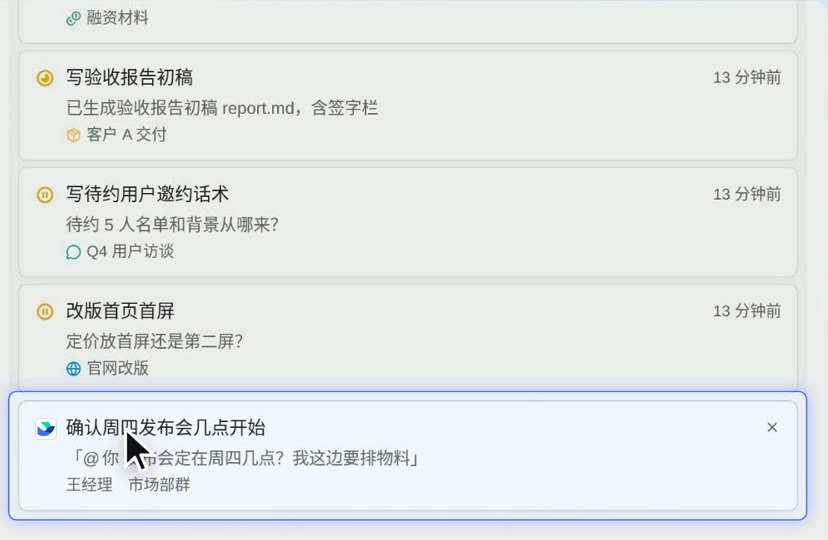 融资材料
写验收报告初稿
13 分钟前
已生成验收报告初稿 report.md，含签字栏
客户 A 交付
写待约用户邀约话术
13 分钟前
待约 5 人名单和背景从哪来？
Q4 用户访谈
改版首页首屏
13 分钟前
定价放首屏还是第二屏？
官网改版
确认周四发布会几点开始
「@你 布会定在周四几点？我这边要排物料」
王经理 市场部群